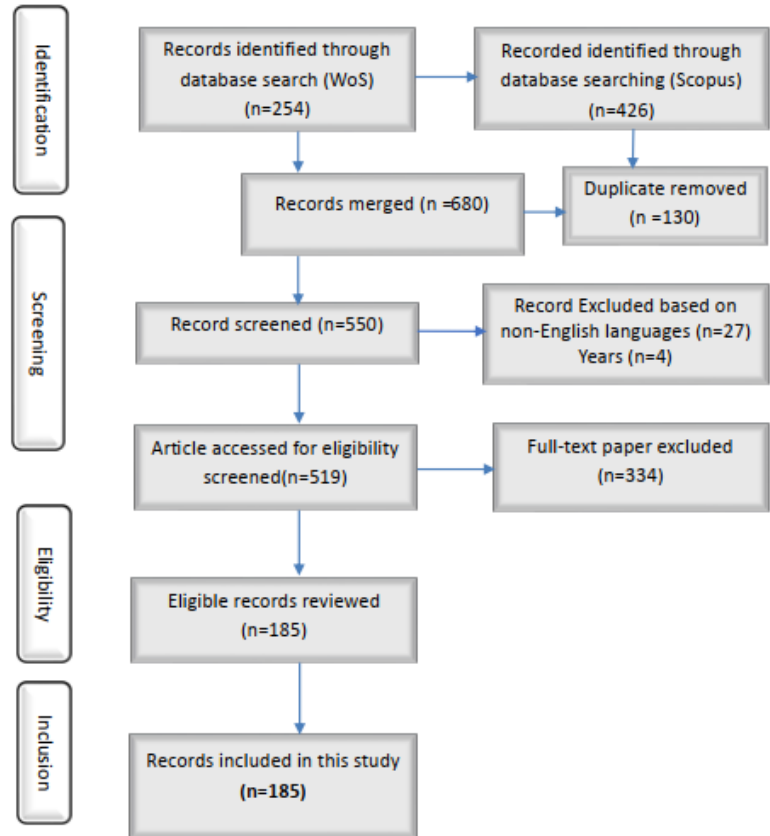 Identification
Records identified through
database search (WoS)
(n=254)
Recorded identified through
database searching (Scopus)
(n=426)
Records merged (n =680)
Duplicate removed
(n =130)
Screening
Record screened (n=550)
Record Excluded based on
non-English languages (n=27)
Years (n=4)
Article accessed for eligibility
screened(n=519)
Full-text paper excluded
(n=334)
Eligibility
Eligible records reviewed
(n=185)
Inclusion
Records included in this study
(n=185)